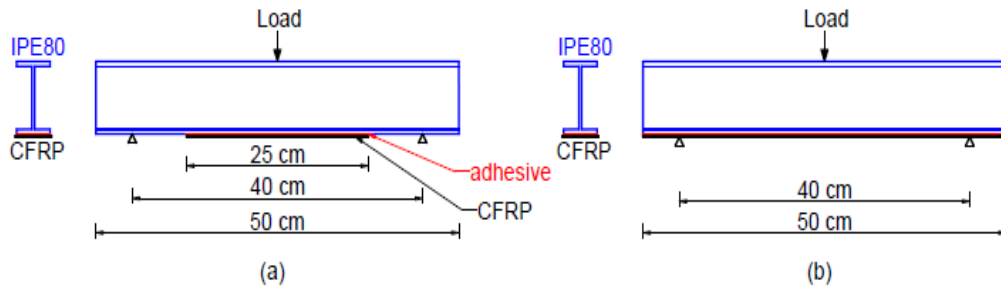 Load
IPE80
CFRP
25 cm
adhesive
40 cm
CFRP
50 cm
(a)
Load
IPE80
CFRP
40 cm
50 cm
(b)